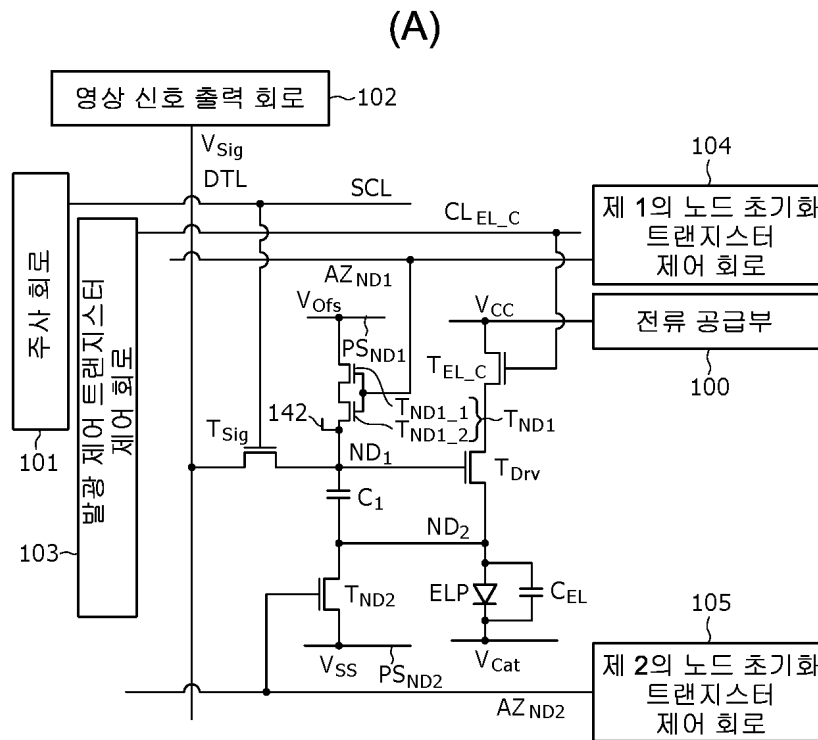 (A)
영상 신호 출력 회로
102
V_Sig
DTL
SCL
CL_EL_C
AZ_ND1
104
제 1의 노드 초기화
트랜지스터
제어 회로
주사 회로
101
발광 제어 트랜지스터
제어 회로
103
V_Ofs
PS_ND1
V_CC
전류 공급부
100
T_EL_C
T_ND1_1
T_ND1_2
T_ND1
142
T_Sig
ND_1
T_Drv
C_1
ND_2
T_ND2
ELP
C_EL
V_SS
PS_ND2
V_Cat
105
제 2의 노드 초기화
트랜지스터
제어 회로
AZ_ND2